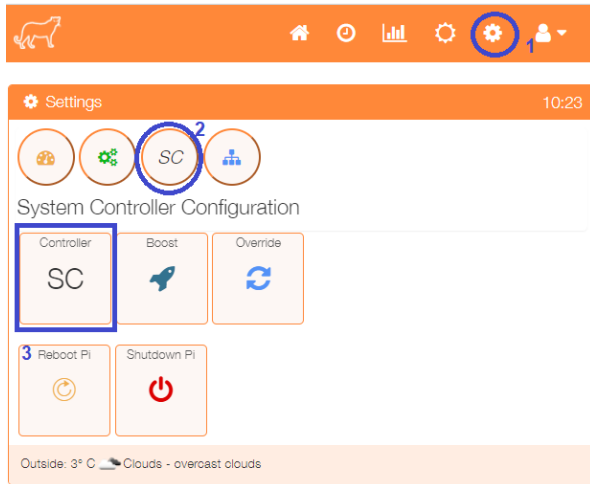 1
Settings 10:23
2
SC
System Controller Configuration
Controller Boost Override
SC
3 Reboot Pi Shutdown Pi
Outside: 3° C Clouds - overcast clouds